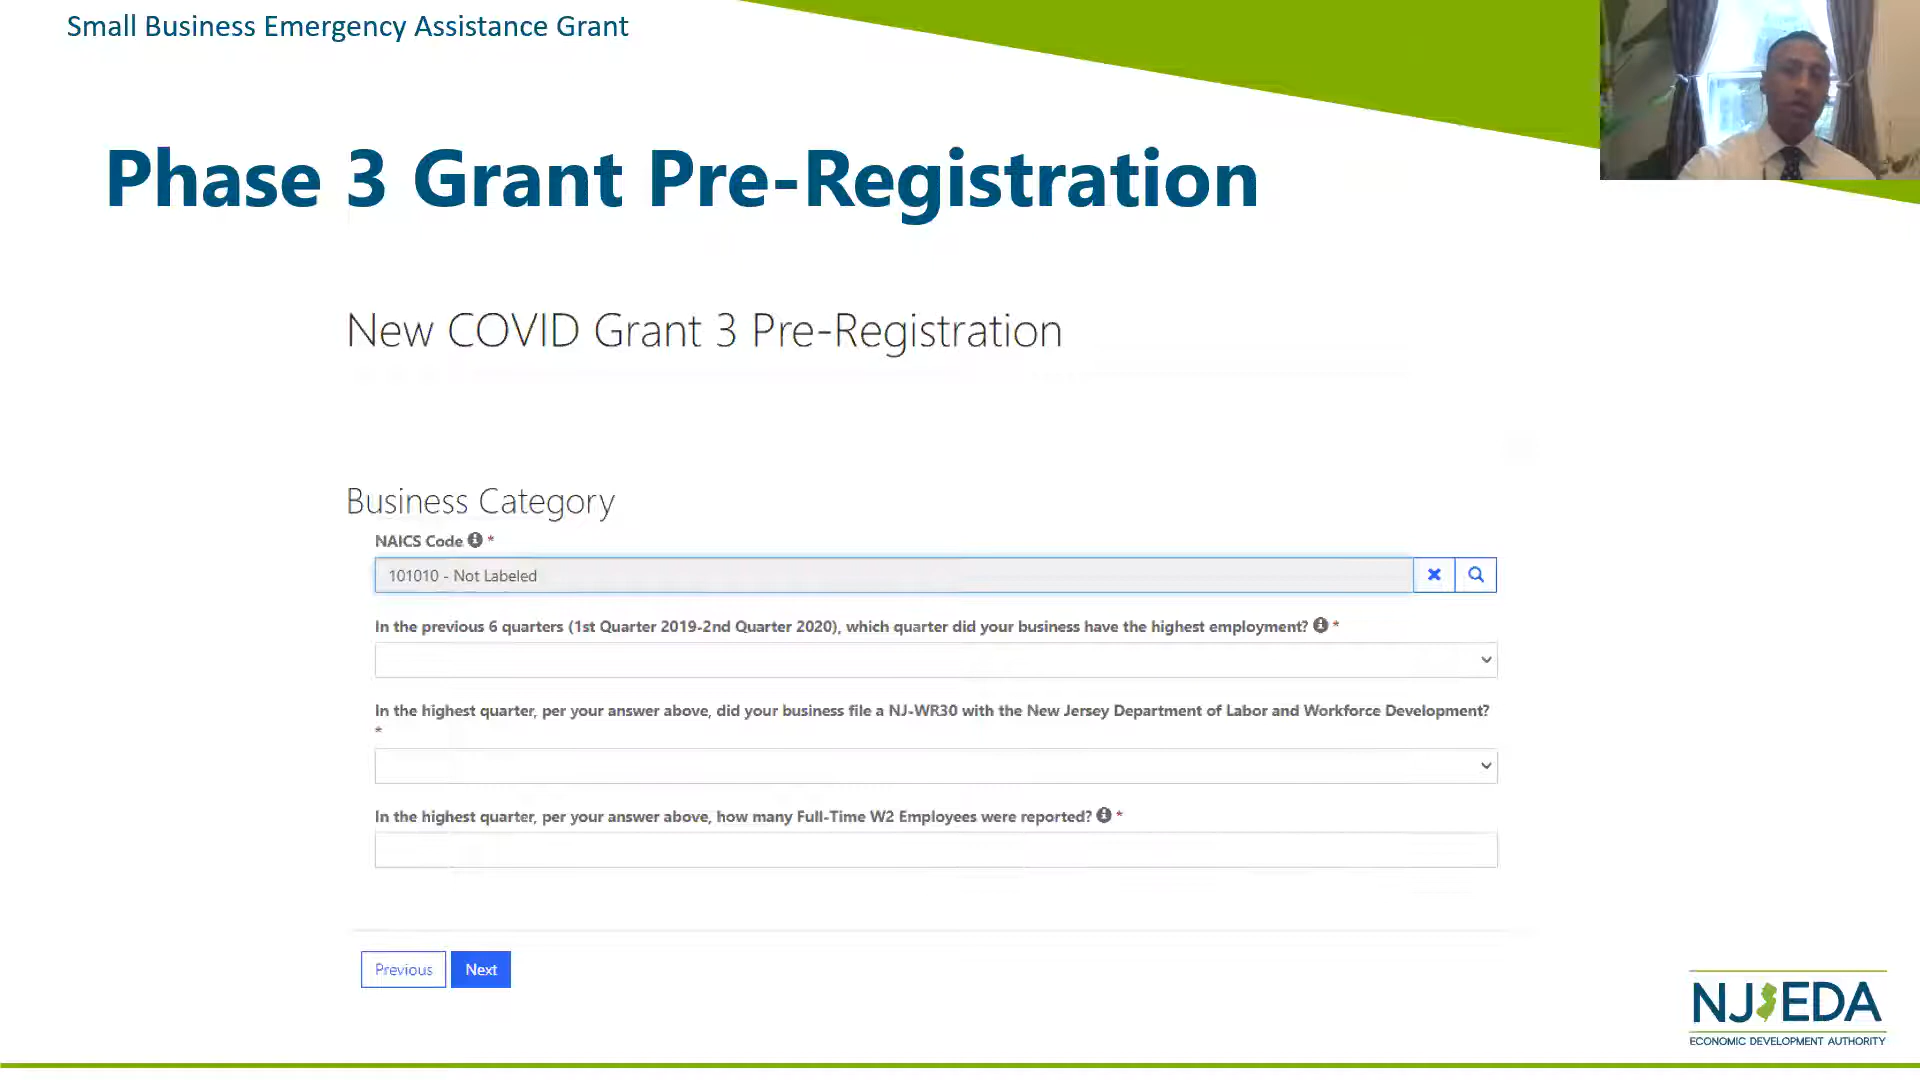 Small Business Emergency Assistance Grant
Phase 3 Grant Pre-Registration
New COVID Grant 3 Pre-Registration
Business Category
NAICS Code *
101010 - Not Labeled
In the previous 6 quarters (1st Quarter 2019-2nd Quarter 2020), which quarter did your business have the highest employment? *
In the highest quarter, per your answer above, did your business file a NJ-WR30 with the New Jersey Department of Labor and Workforce Development?
*
In the highest quarter, per your answer above, how many Full-Time W2 Employees were reported? *
Previous Next
NJEDA
ECONOMIC DEVELOPMENT AUTHORITY